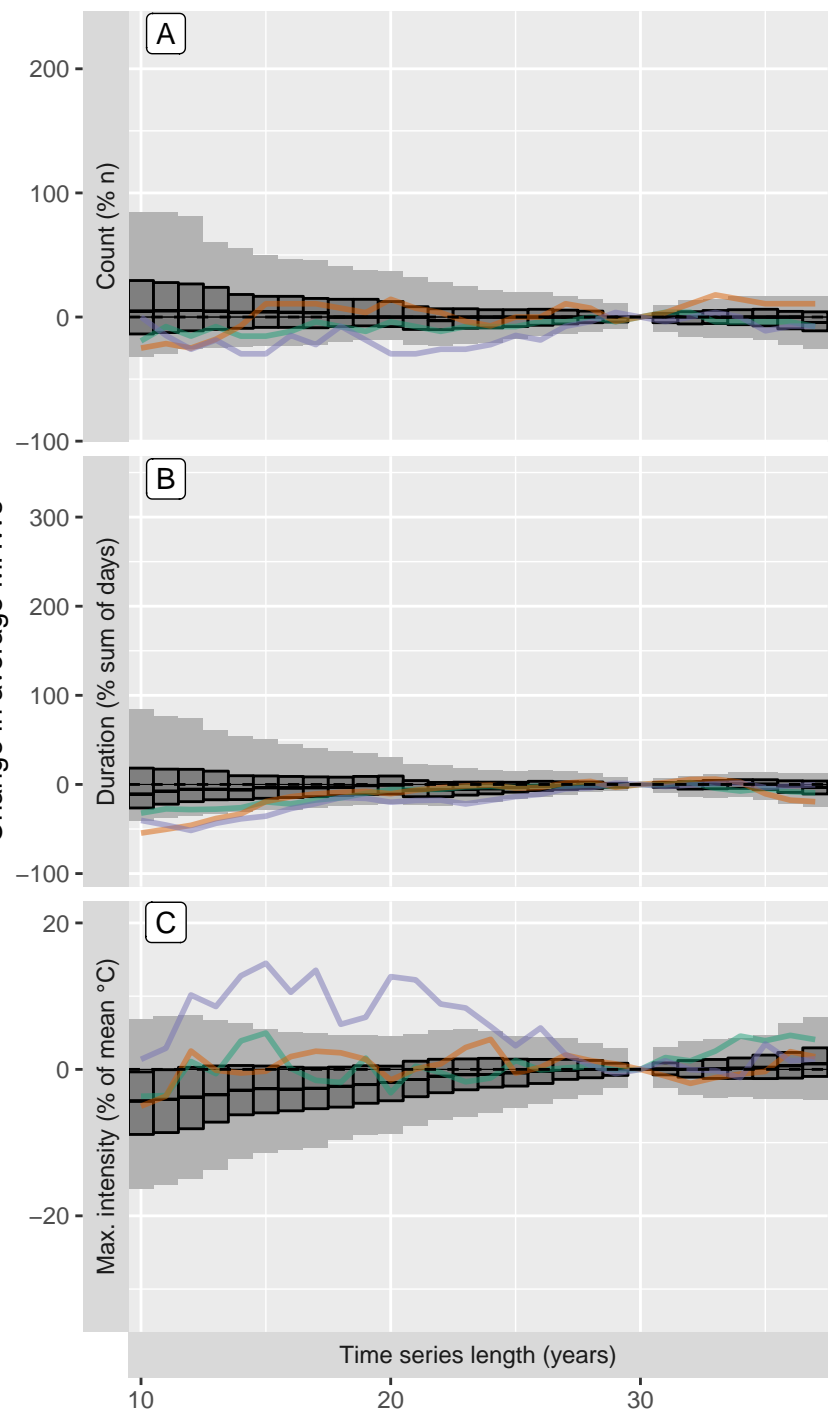 A
200
100
0
−100
Count (% n)
B
300
200
100
0
−100
Duration (% sum of days)
C
20
0
−20
Max. intensity (% of mean °C)
Time series length (years)
10
20
30